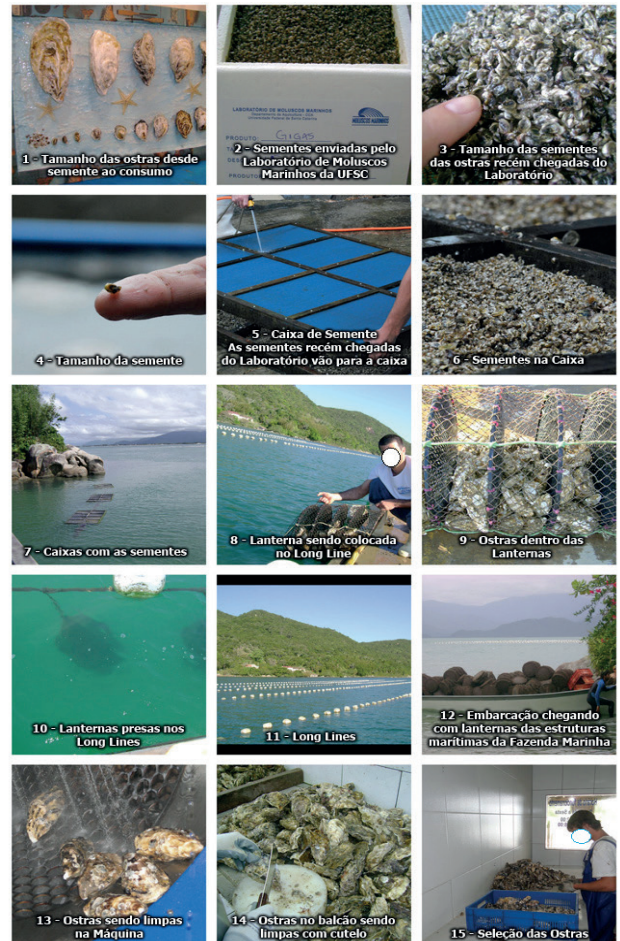 1 - Tamanho das ostras desde
semente ao consumo
LABORATÓRIO DE MOLUSCOS MARINHOS
MOLUSCOS MARINHOS
PRODUTO: GIGAS
2 - Sementes enviadas pelo
Laboratório de Moluscos
Marinhos da UFSC
3 - Tamanho das sementes
das ostras recém chegadas do
Laboratório
4 - Tamanho da semente
5 - Caixa de Semente
As sementes recém chegadas
do Laboratório vão para a caixa
6 - Sementes na Caixa
7 - Caixas com as sementes
8 - Lanterna sendo colocada
no Long Line
9 - Ostras dentro das
Lanternas
10 - Lanternas presas nos
Long Lines
11 - Long Lines
12 - Embarcação chegando
com lanternas das estruturas
marítimas da Fazenda Marinha
13 - Ostras sendo limpas
na Máquina
14 - Ostras no balcão sendo
limpas com cutelo
15 - Seleção das Ostras